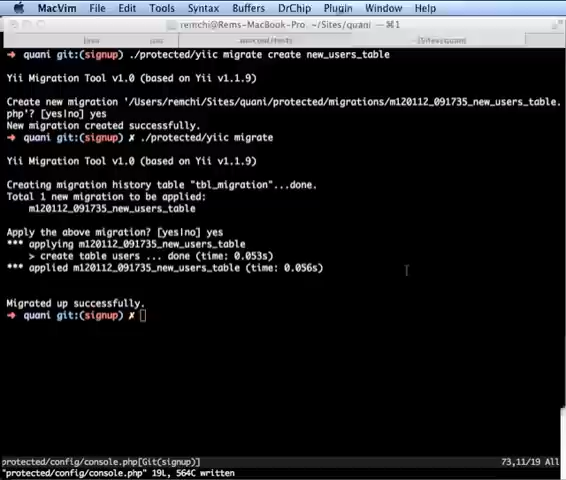 MacVim File Edit Tools Syntax Buffers DrChip Plugin Window Help
remchi@Rems-MacBook-Pro — ~/Sites/quani — ⌘1
➜ quani git:(signup) ./protected/yiic migrate create new_users_table
Yii Migration Tool v1.0 (based on Yii v1.1.9)
Create new migration '/Users/remchi/Sites/quani/protected/migrations/m120112_091735_new_users_table.
php'? [yes|no] yes
New migration created successfully.
➜ quani git:(signup) ✗ ./protected/yiic migrate
Yii Migration Tool v1.0 (based on Yii v1.1.9)
Creating migration history table "tbl_migration"...done.
Total 1 new migration to be applied:
m120112_091735_new_users_table
Apply the above migration? [yes|no] yes
*** applying m120112_091735_new_users_table
> create table users ... done (time: 0.053s)
*** applied m120112_091735_new_users_table (time: 0.056s)
Migrated up successfully.
➜ quani git:(signup) ✗
protected/config/console.php[Git(signup)] 73,11/19 All
"protected/config/console.php" 19L, 564C written